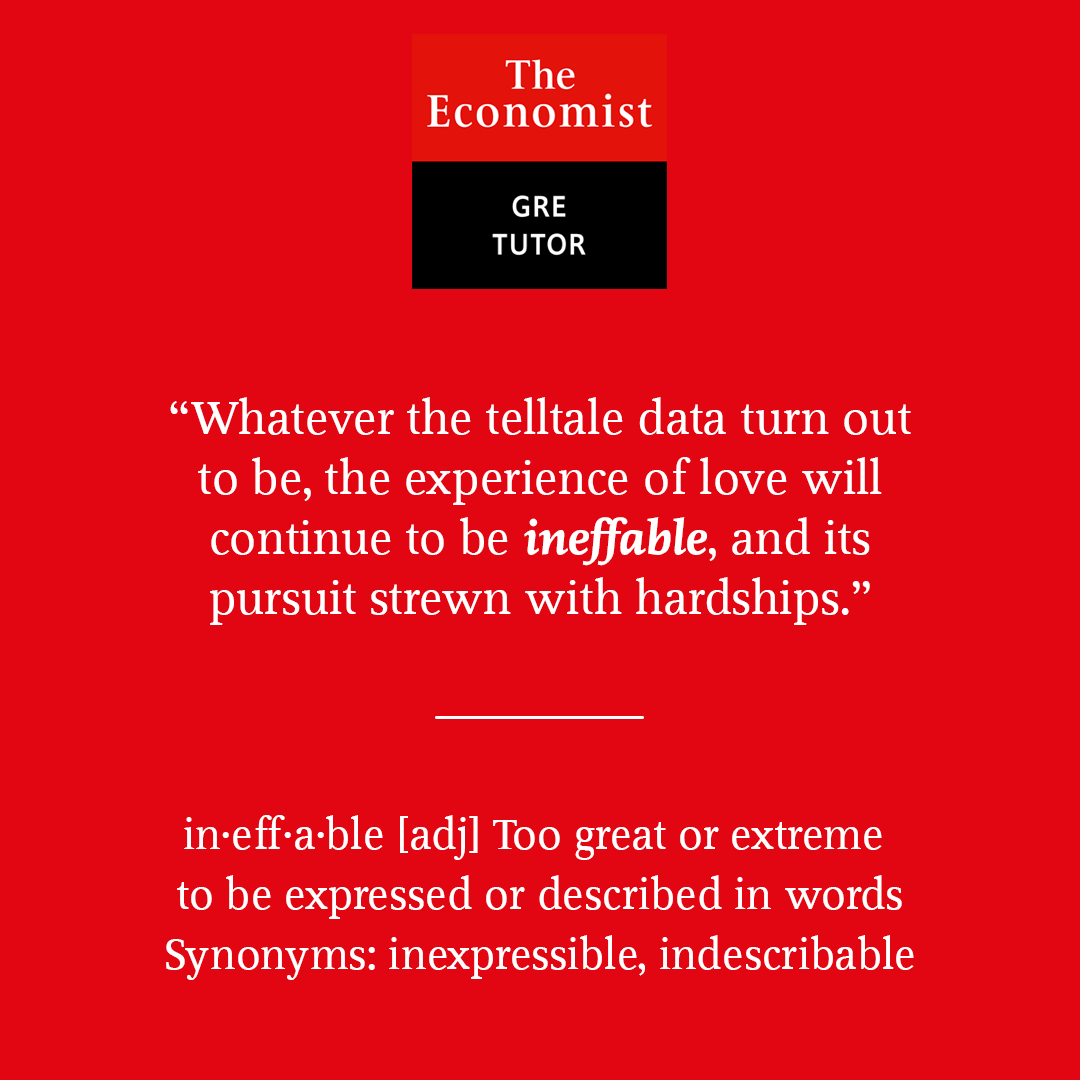 The
Economist
GRE
TUTOR
“Whatever the telltale data turn out
to be, the experience of love will
continue to be ineffable, and its
pursuit strewn with hardships.”
in·eff·a·ble [adj] Too great or extreme
to be expressed or described in words
Synonyms: inexpressible, indescribable